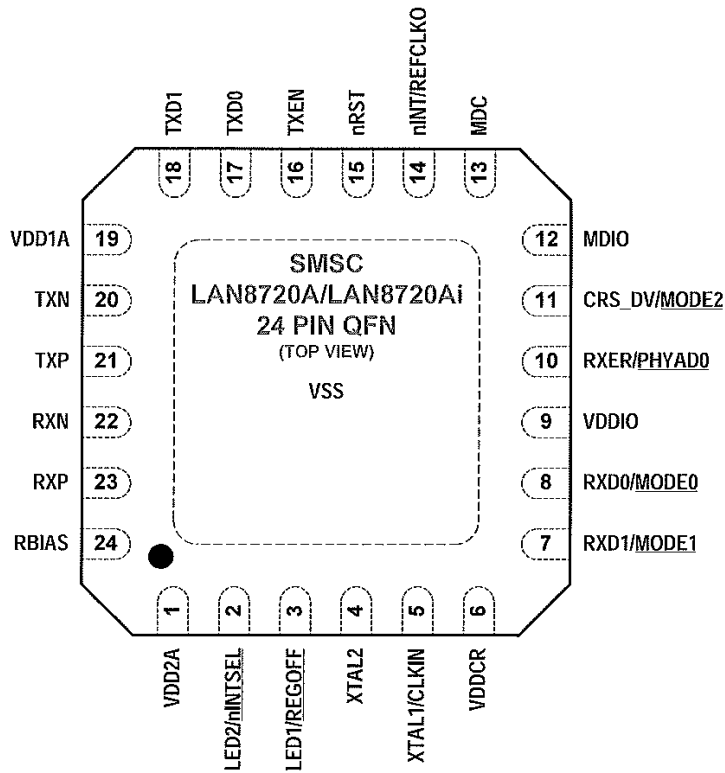 TXD1
TXD0
TXEN
nRST
nINT/REFCLKO
MDC
18
17
16
15
14
13
VDD1A 19
TXN 20
TXP 21
RXN 22
RXP 23
RBIAS 24
SMSC
LAN8720A/LAN8720Ai
24 PIN QFN
(TOP VIEW)
VSS
12 MDIO
11 CRS_DV/MODE2
10 RXER/PHYAD0
9 VDDIO
8 RXD0/MODE0
7 RXD1/MODE1
1
2
3
4
5
6
VDD2A
LED2/nINTSEL
LED1/REGOFF
XTAL2
XTAL1/CLKIN
VDDCR